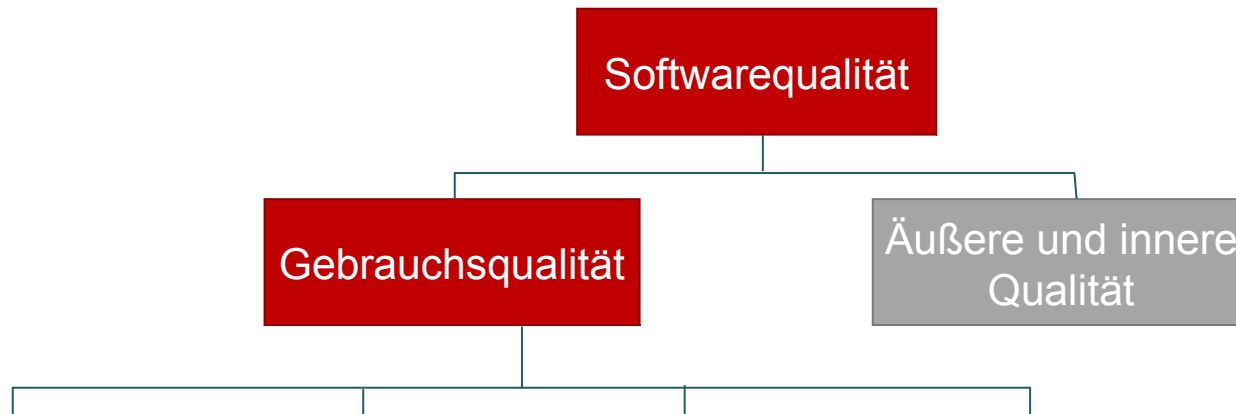 Softwarequalität
Gebrauchsqualität
Äußere und innere
Qualität